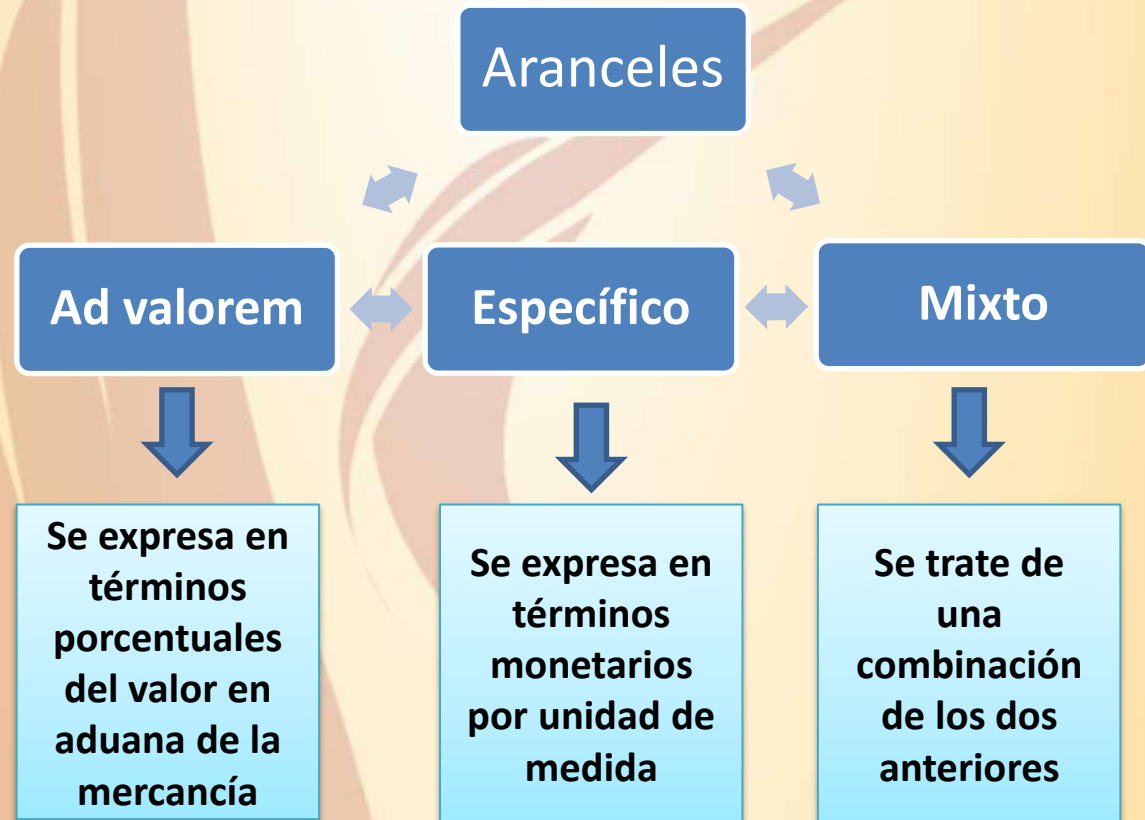 Aranceles
Ad valorem
Específico
Mixto
Se expresa en
términos
porcentuales
del valor en
aduana de la
mercancía
Se expresa en
términos
monetarios
por unidad de
medida
Se trate de
una
combinación
de los dos
anteriores